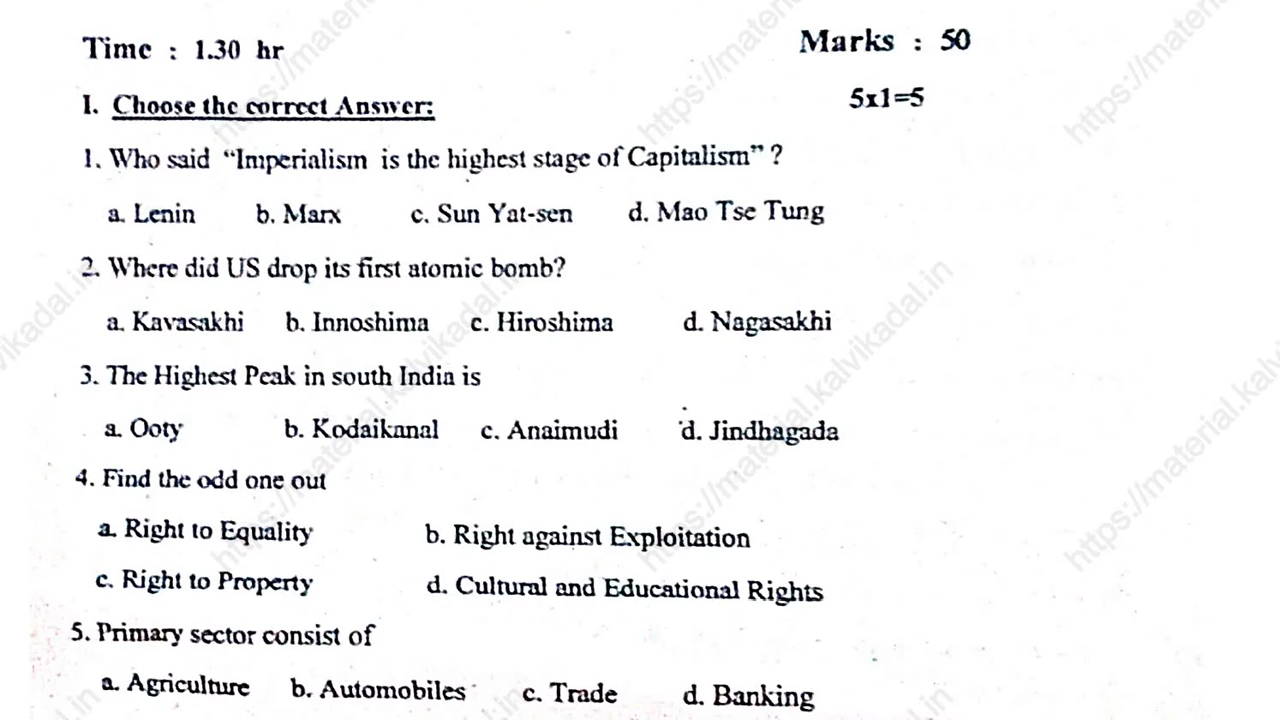 Time : 1.30 hr Marks : 50
I. Choose the correct Answer: 5x1=5
1. Who said “Imperialism is the highest stage of Capitalism” ?
a. Lenin b. Marx c. Sun Yat-sen d. Mao Tse Tung
2. Where did US drop its first atomic bomb?
a. Kavasakhi b. Innoshima c. Hiroshima d. Nagasakhi
3. The Highest Peak in south India is
a. Ooty b. Kodaikanal c. Anaimudi d. Jindhagada
4. Find the odd one out
a. Right to Equality b. Right against Exploitation
c. Right to Property d. Cultural and Educational Rights
5. Primary sector consist of
a. Agriculture b. Automobiles c. Trade d. Banking
https://material.kalvikadal.in